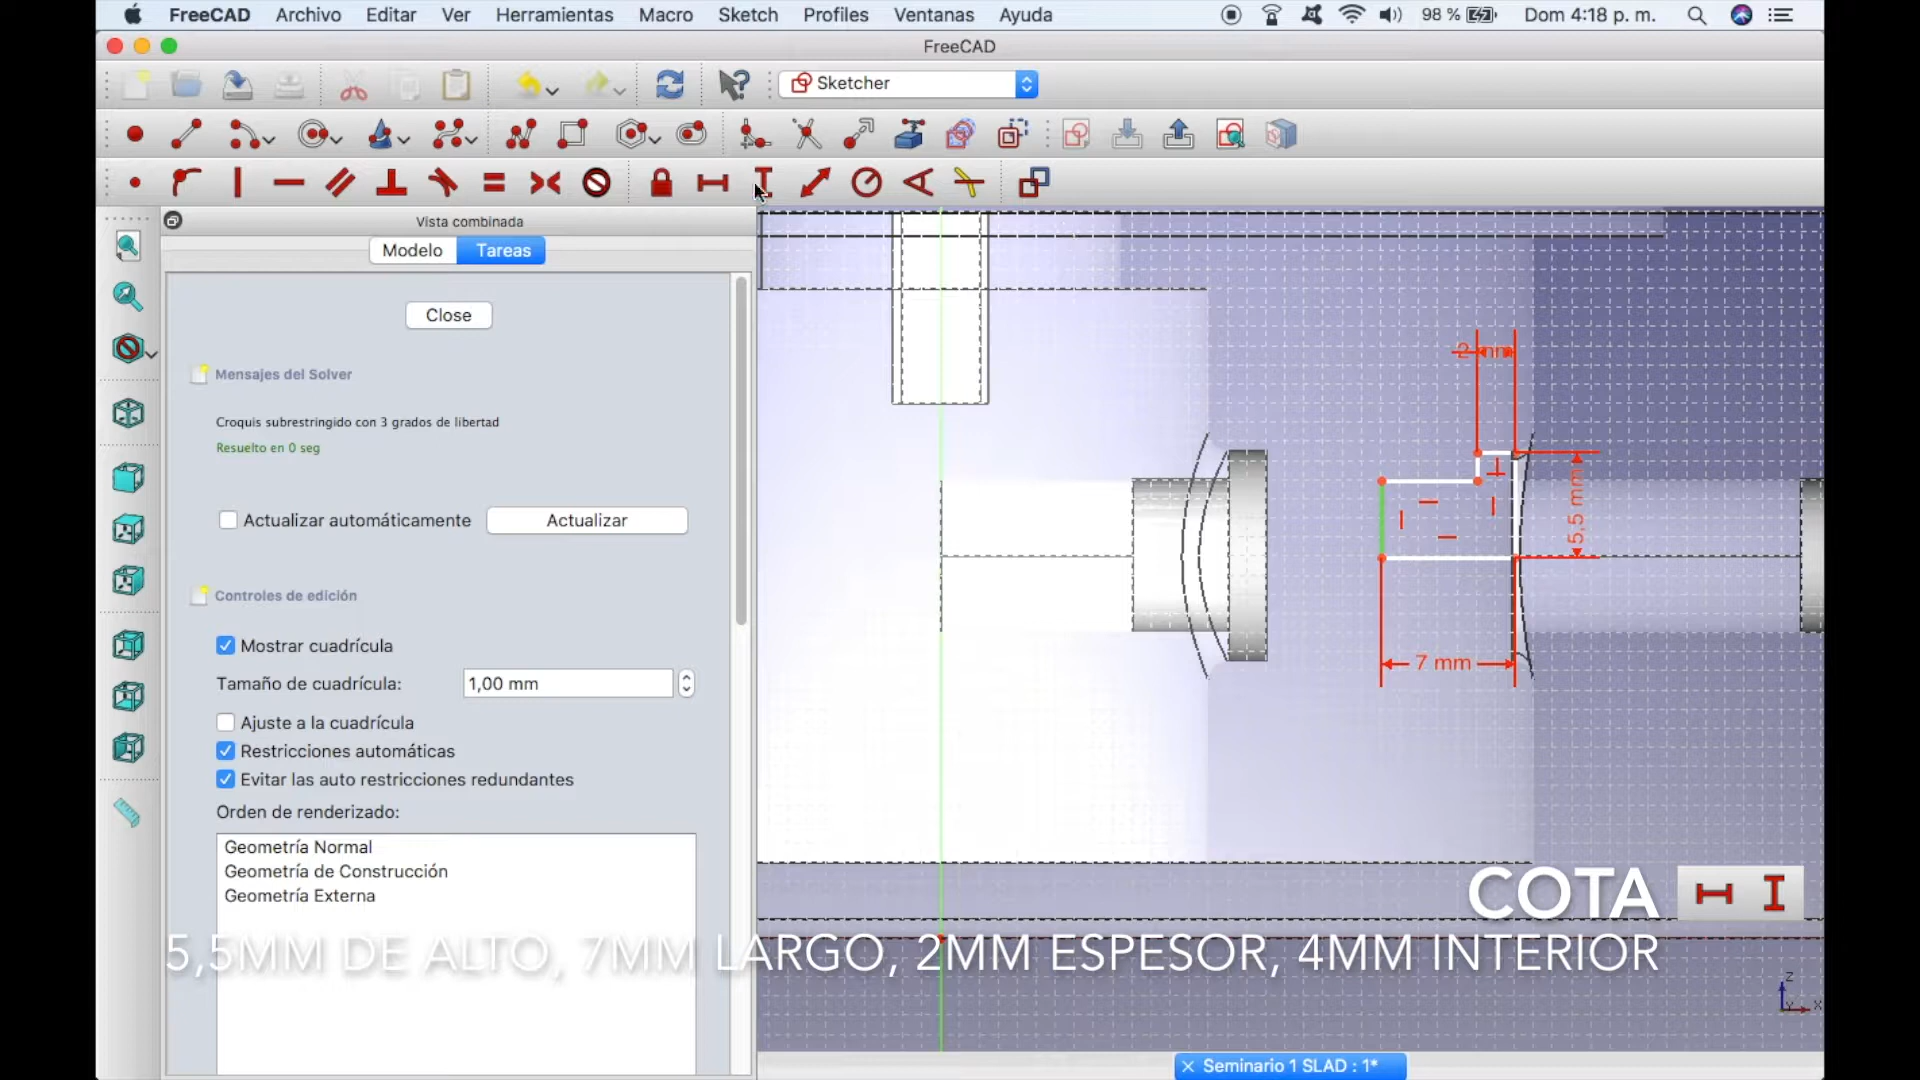 FreeCAD Archivo Editar Ver Herramientas Macro Sketch Profiles Ventanas Ayuda 98 % Dom 4:18 p. m.
FreeCAD
Sketcher
Vista combinada
Modelo Tareas
Close
Mensajes del Solver
Croquis subrestringido con 3 grados de libertad
Resuelto en 0 seg
Actualizar automáticamente Actualizar
Controles de edición
Mostrar cuadrícula
Tamaño de cuadrícula: 1,00 mm
Ajuste a la cuadrícula
Restricciones automáticas
Evitar las auto restricciones redundantes
Orden de renderizado:
Geometría Normal
Geometría de Construcción
Geometría Externa
2 mm
5,5 mm
7 mm
COTA
5,5MM DE ALTO, 7MM LARGO, 2MM ESPESOR, 4MM INTERIOR
Z
Y X
Seminario 1 SLAD : 1*